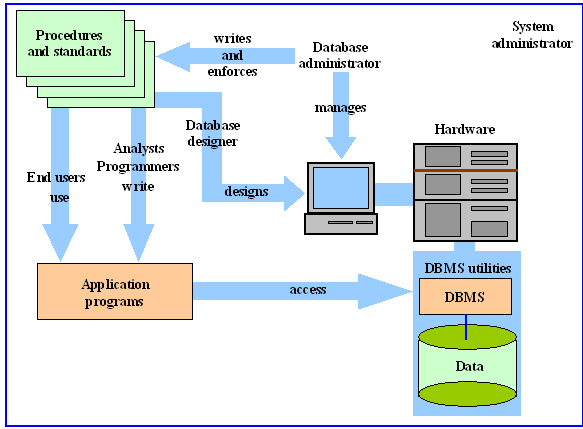 Procedures
and standards
writes
and
enforces
Database
administrator
System
administrator
manages
Hardware
Database
designer
Analysts
Programmers
write
End users
use
designs
Application
programs
access
DBMS utilities
DBMS
Data